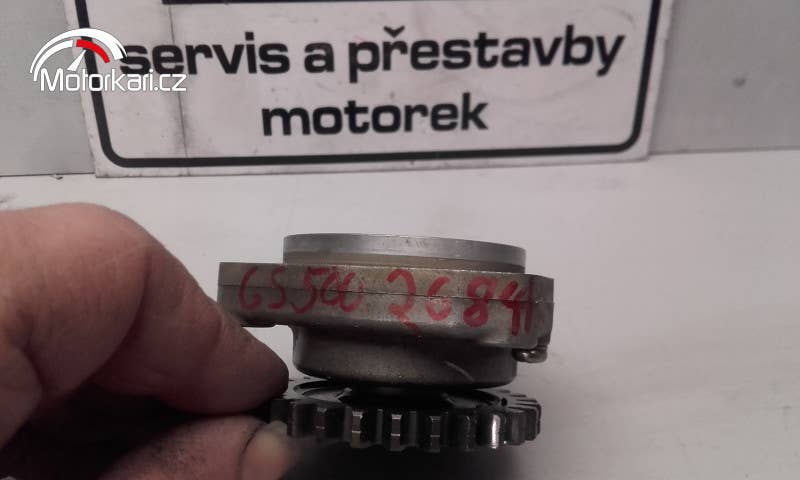 Motorkari.cz
servis a přestavby
motorek
GS500 26841